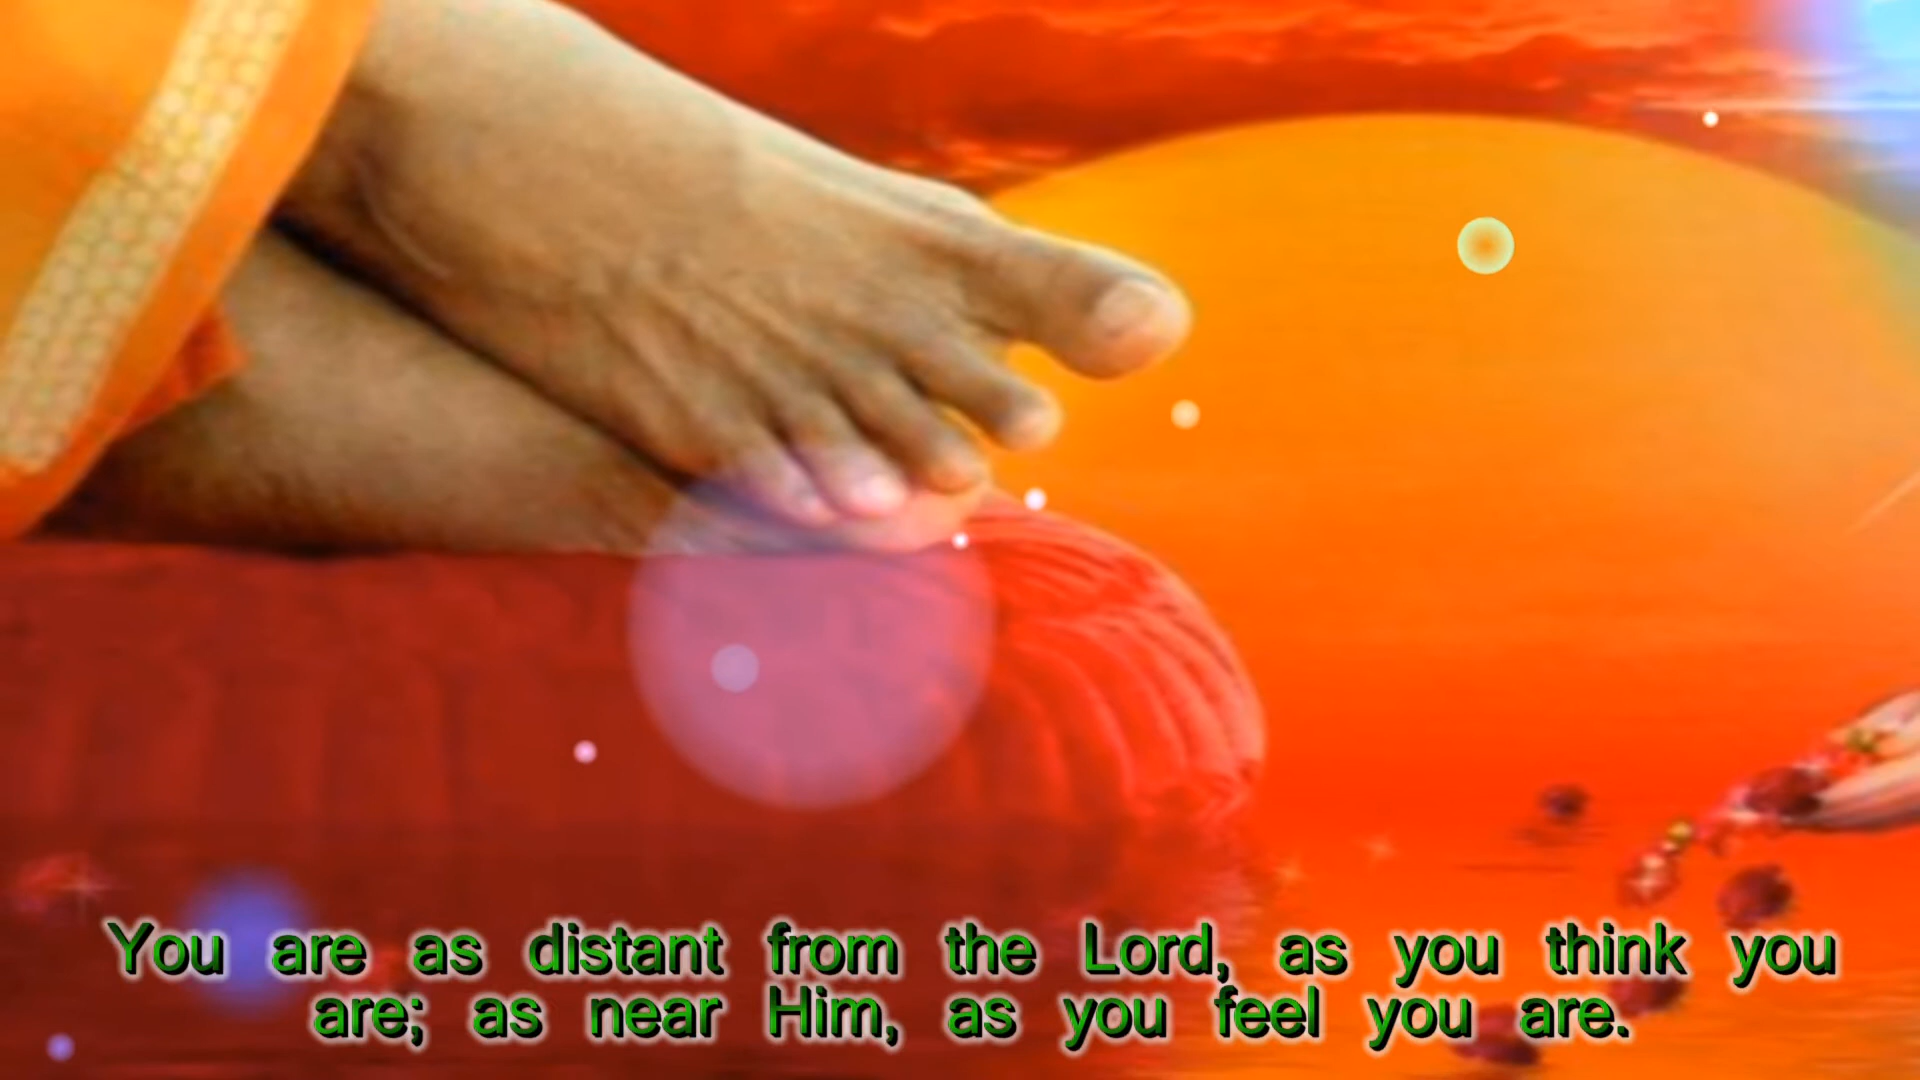 You are as distant from the Lord, as you think you
are; as near Him, as you feel you are.